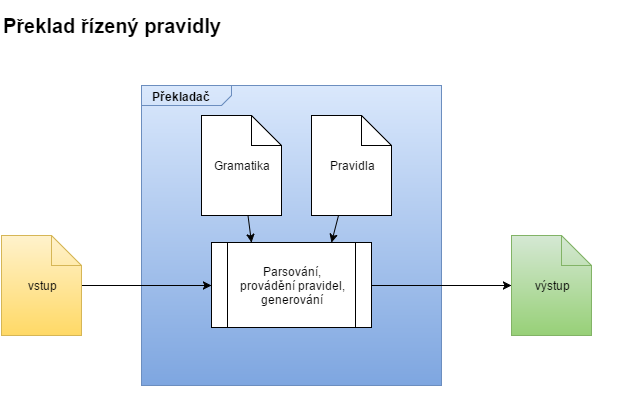 Překlad řízený pravidly
Překladač
Gramatika
Pravidla
vstup
Parsování,
provádění pravidel,
generování
výstup